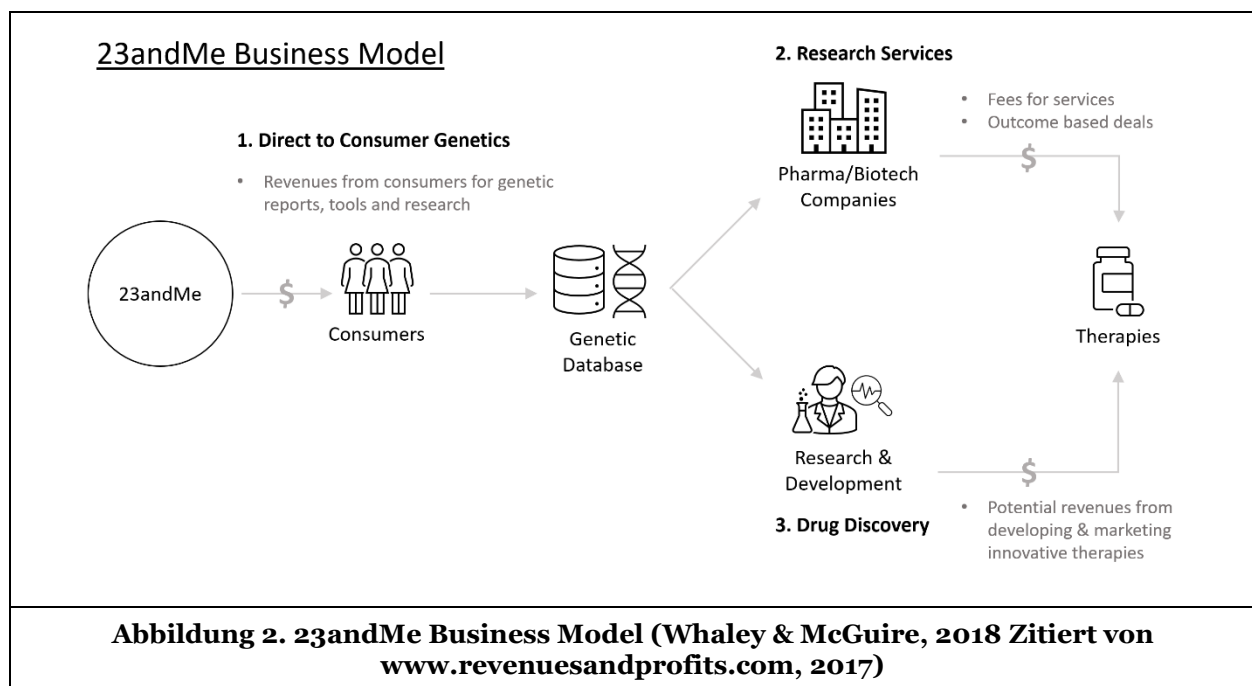 23andMe Business Model
1. Direct to Consumer Genetics
• Revenues from consumers for genetic
reports, tools and research
23andMe
$
Consumers
Genetic
Database
2. Research Services
Pharma/Biotech
Companies
• Fees for services
• Outcome based deals
$
Therapies
Research &
Development
3. Drug Discovery
$
• Potential revenues from
developing & marketing
innovative therapies
Abbildung 2. 23andMe Business Model (Whaley & McGuire, 2018 Zitiert von
www.revenuesandprofits.com, 2017)